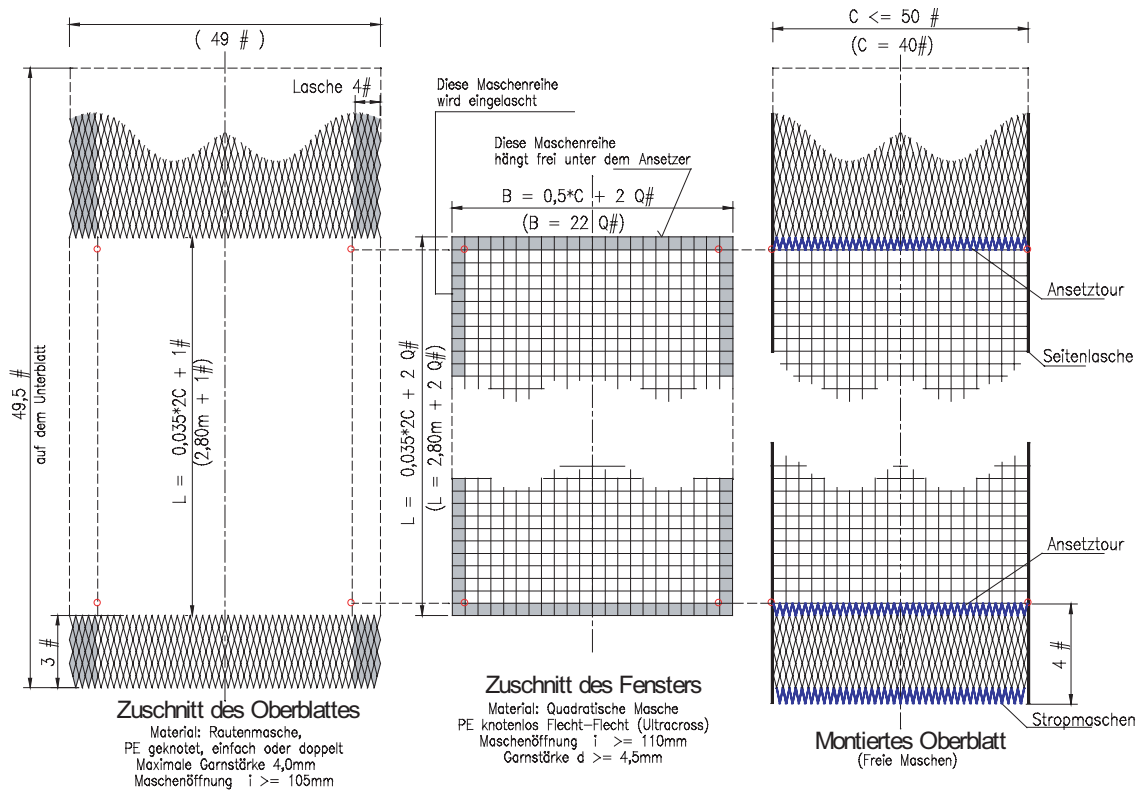 ( 49 # )
Lasche 4#
49,5 #
auf dem Unterblatt
L = 0,035*2C + 1#
(2,80m + 1#)
3 #
Zuschnitt des Oberblattes
Material: Rautenmasche,
PE geknotet, einfach oder doppelt
Maximale Garnstärke 4,0mm
Maschenöffnung i >= 105mm
Diese Maschenreihe
wird eingelascht
Diese Maschenreihe
hängt frei unter dem Ansetzer
B = 0,5*C + 2 Q#
(B = 22 Q#)
L = 0,035*2C + 2 Q#
(L = 2,80m + 2 Q#)
Zuschnitt des Fensters
Material: Quadratische Masche
PE knotenlos Flecht-Flecht (Ultracross)
Maschenöffnung i >= 110mm
Garnstärke d >= 4,5mm
C <= 50 #
(C = 40#)
Ansetztour
Seitenlasche
Ansetztour
4 #
Stropmaschen
Montiertes Oberblatt
(Freie Maschen)